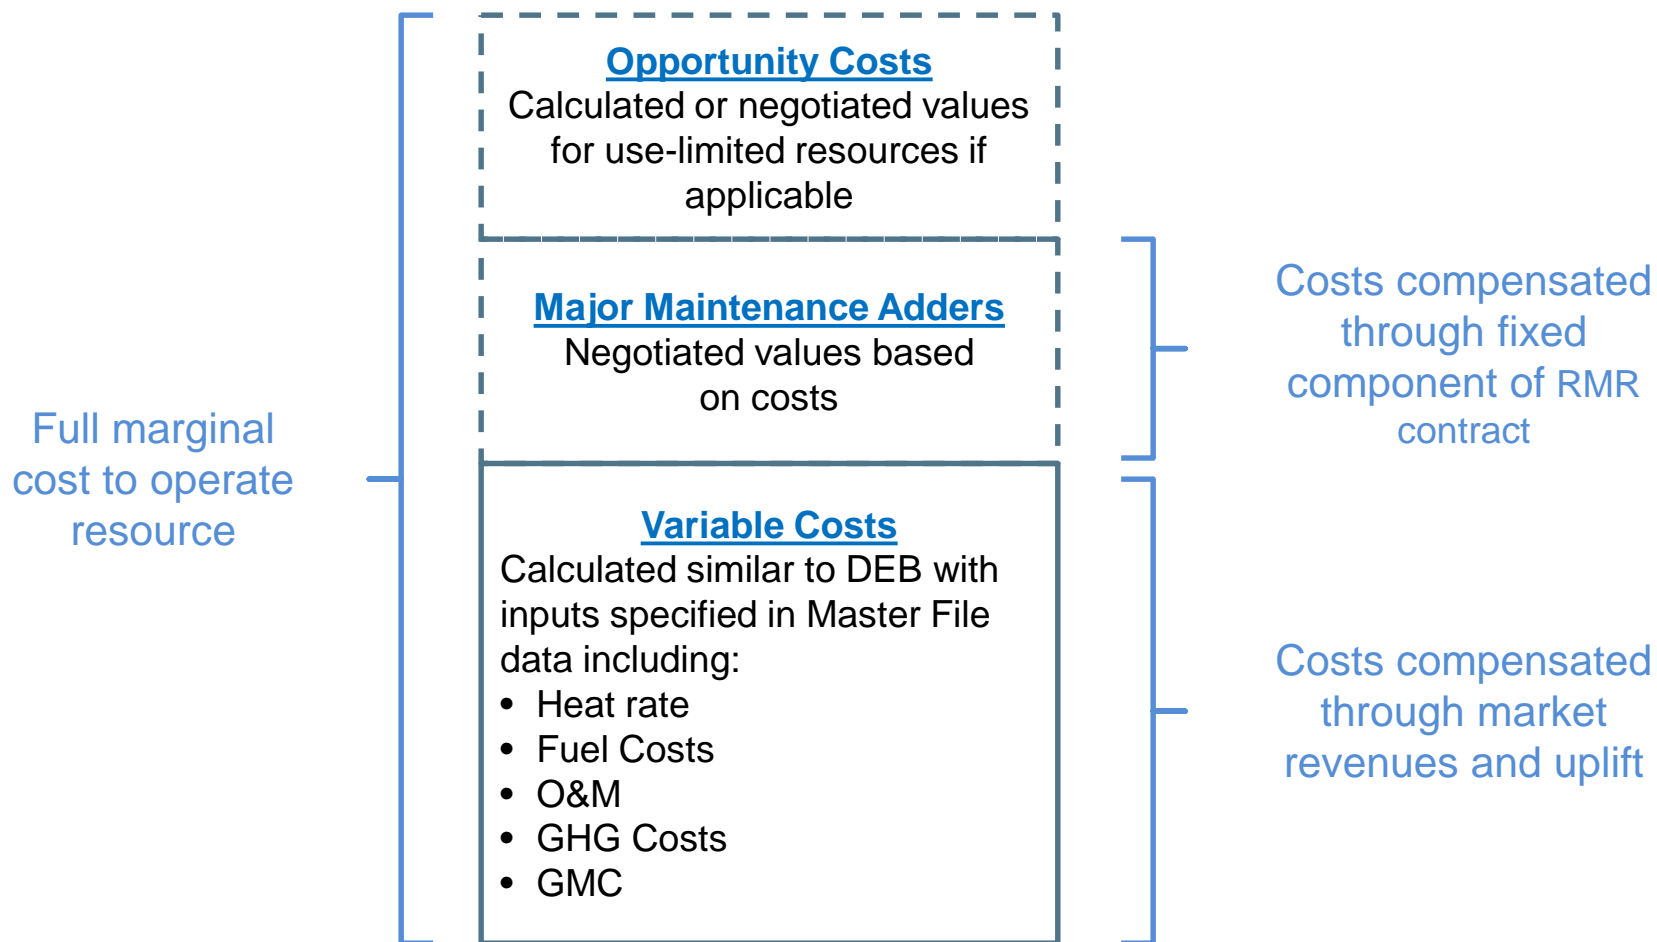 Opportunity Costs
Calculated or negotiated values
for use-limited resources if
applicable
Major Maintenance Adders
Negotiated values based
on costs
Variable Costs
Calculated similar to DEB with
inputs specified in Master File
data including:
• Heat rate
• Fuel Costs
• O&M
• GHG Costs
• GMC
Full marginal
cost to operate
resource
Costs compensated
through fixed
component of RMR
contract
Costs compensated
through market
revenues and uplift